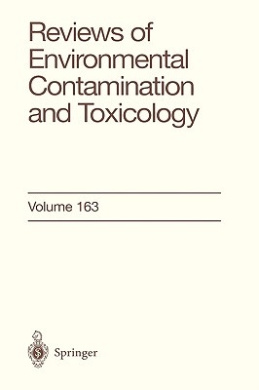 Reviews of
Environmental
Contamination
and Toxicology
Volume 163
Springer